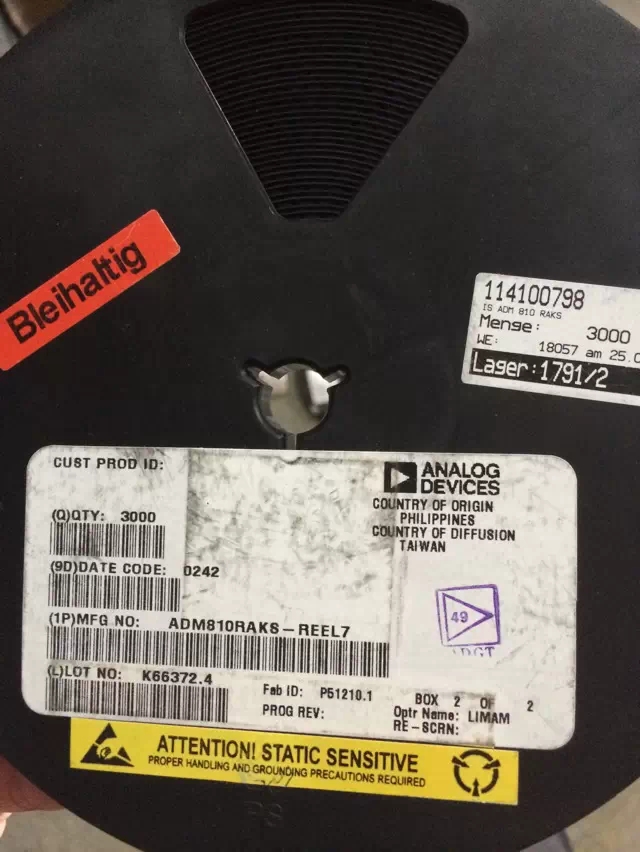 Bleihaltig
114100798
IS ADM 810 RAKS
Menge: 3000
WE: 18057 am 25.0
Lager:1791/2
CUST PROD ID:
ANALOG
DEVICES
COUNTRY OF ORIGIN
PHILIPPINES
COUNTRY OF DIFFUSION
TAIWAN
(Q)QTY: 3000
(9D)DATE CODE: 0242
(1P)MFG NO: ADM810RAKS-REEL7
49
(L)LOT NO: K66372.4
Fab ID: P51210.1
PROG REV:
BOX 2 OF 2
Optr Name: LIMAM
RE-SCRN:
ATTENTION! STATIC SENSITIVE
PROPER HANDLING AND GROUNDING PRECAUTIONS REQUIRED